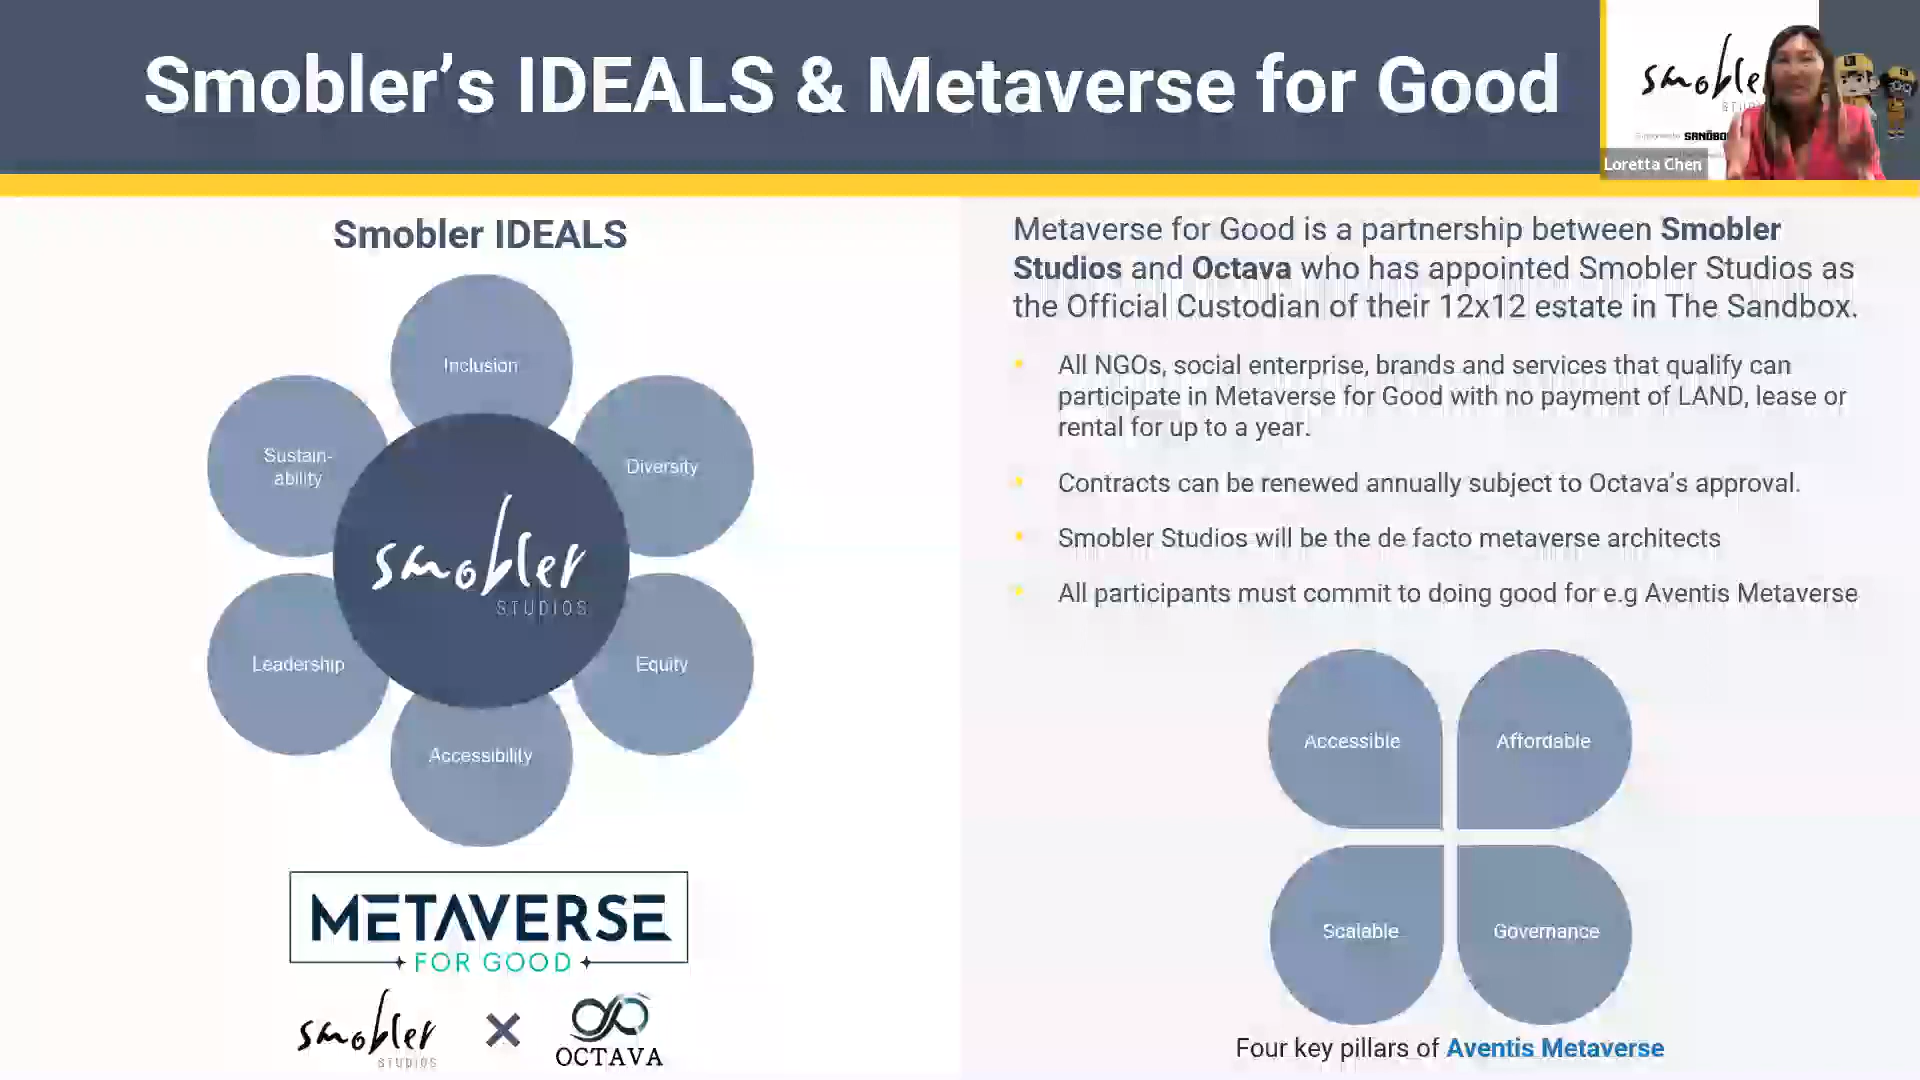 Smobler's IDEALS & Metaverse for Good
smobler
Loretta Chen
Smobler IDEALS
Inclusion
Diversity
Equity
Accessibility
Leadership
Sustain-
ability
smobler
STUDIOS
METAVERSE
FOR GOOD
smobler
STUDIOS
OCTAVA
Metaverse for Good is a partnership between Smobler
Studios and Octava who has appointed Smobler Studios as
the Official Custodian of their 12x12 estate in The Sandbox.
All NGOs, social enterprise, brands and services that qualify can
participate in Metaverse for Good with no payment of LAND, lease or
rental for up to a year.
Contracts can be renewed annually subject to Octava's approval.
Smobler Studios will be the de facto metaverse architects
All participants must commit to doing good for e.g Aventis Metaverse
Accessible
Affordable
Scalable
Governance
Four key pillars of Aventis Metaverse